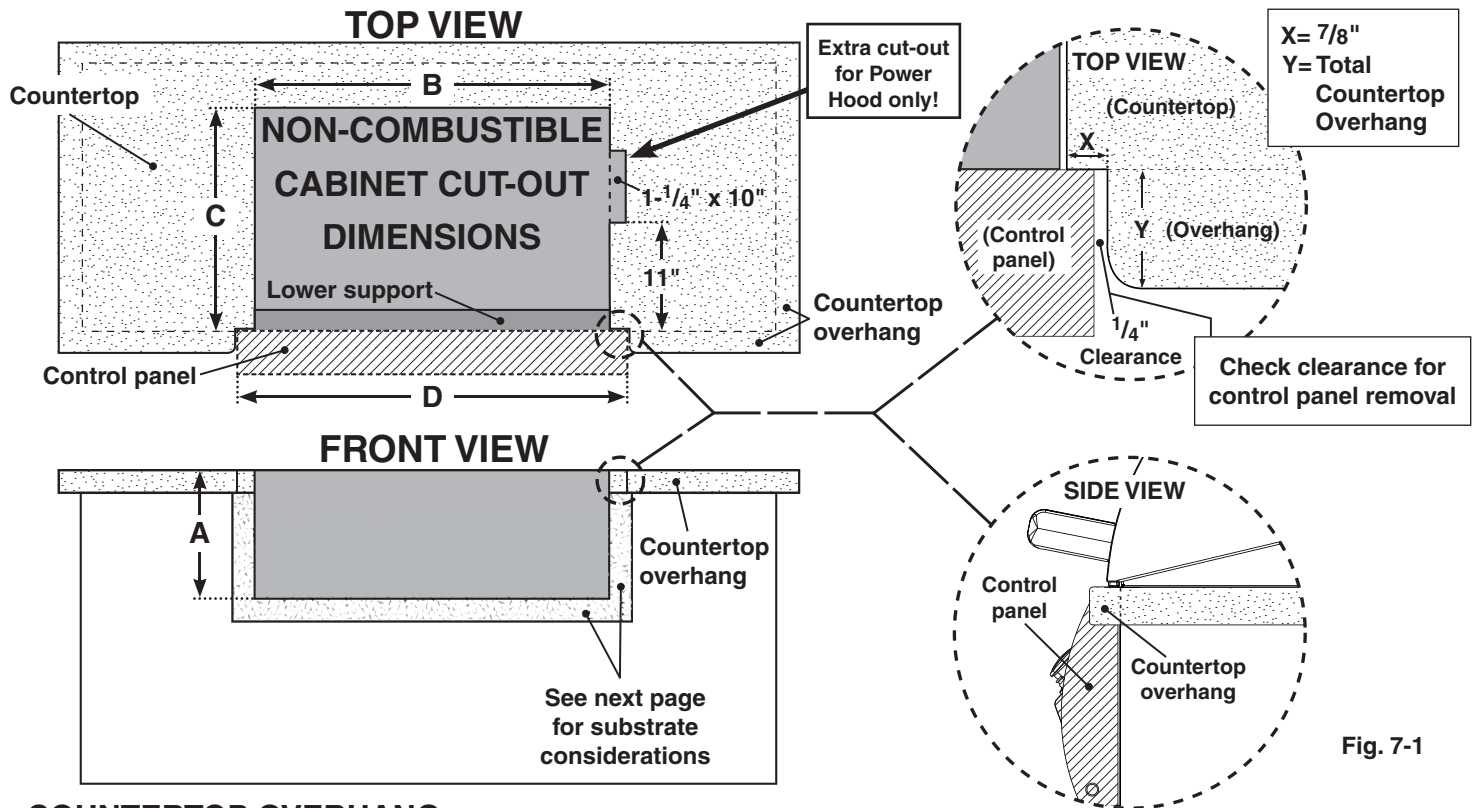 TOP VIEW
Countertop
B
Extra cut-out
for Power
Hood only!
NON-COMBUSTIBLE
CABINET CUT-OUT
DIMENSIONS
C
1-1/4" x 10"
11"
Lower support
Countertop
overhang
Control panel
D
X= 7/8"
Y= Total
Countertop
Overhang
TOP VIEW
(Countertop)
X
(Control
panel)
Y (Overhang)
1/4"
Clearance
Check clearance for
control panel removal
FRONT VIEW
A
Countertop
overhang
See next page
for substrate
considerations
SIDE VIEW
Control
panel
Countertop
overhang
Fig. 7-1